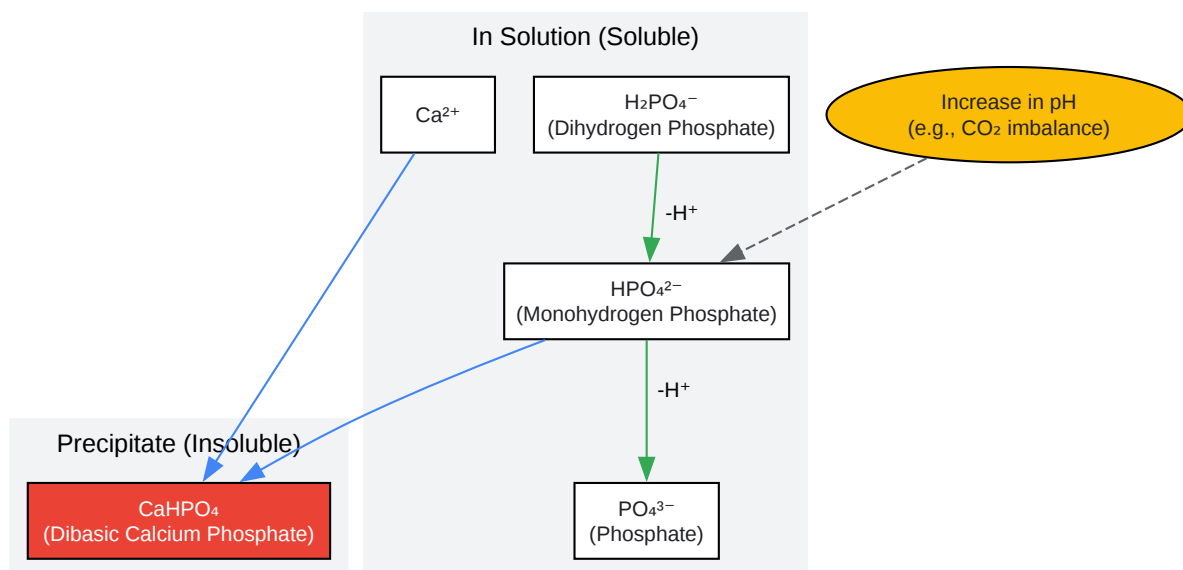 In Solution (Soluble)
Ca²⁺
H₂PO₄⁻
(Dihydrogen Phosphate)
Increase in pH
(e.g., CO₂ imbalance)
-H⁺
HPO₄²⁻
(Monohydrogen Phosphate)
-H⁺
Precipitate (Insoluble)
CaHPO₄
(Dibasic Calcium Phosphate)
PO₄³⁻
(Phosphate)